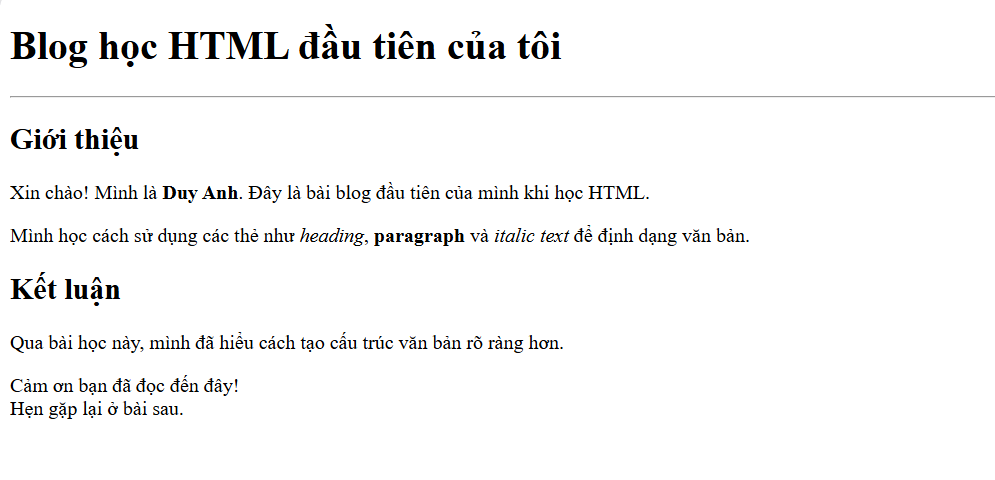 Blog học HTML đầu tiên của tôi
Giới thiệu
Xin chào! Mình là Duy Anh. Đây là bài blog đầu tiên của mình khi học HTML.
Mình học cách sử dụng các thẻ như heading, paragraph và italic text để định dạng văn bản.
Kết luận
Qua bài học này, mình đã hiểu cách tạo cấu trúc văn bản rõ ràng hơn.
Cảm ơn bạn đã đọc đến đây!
Hẹn gặp lại ở bài sau.